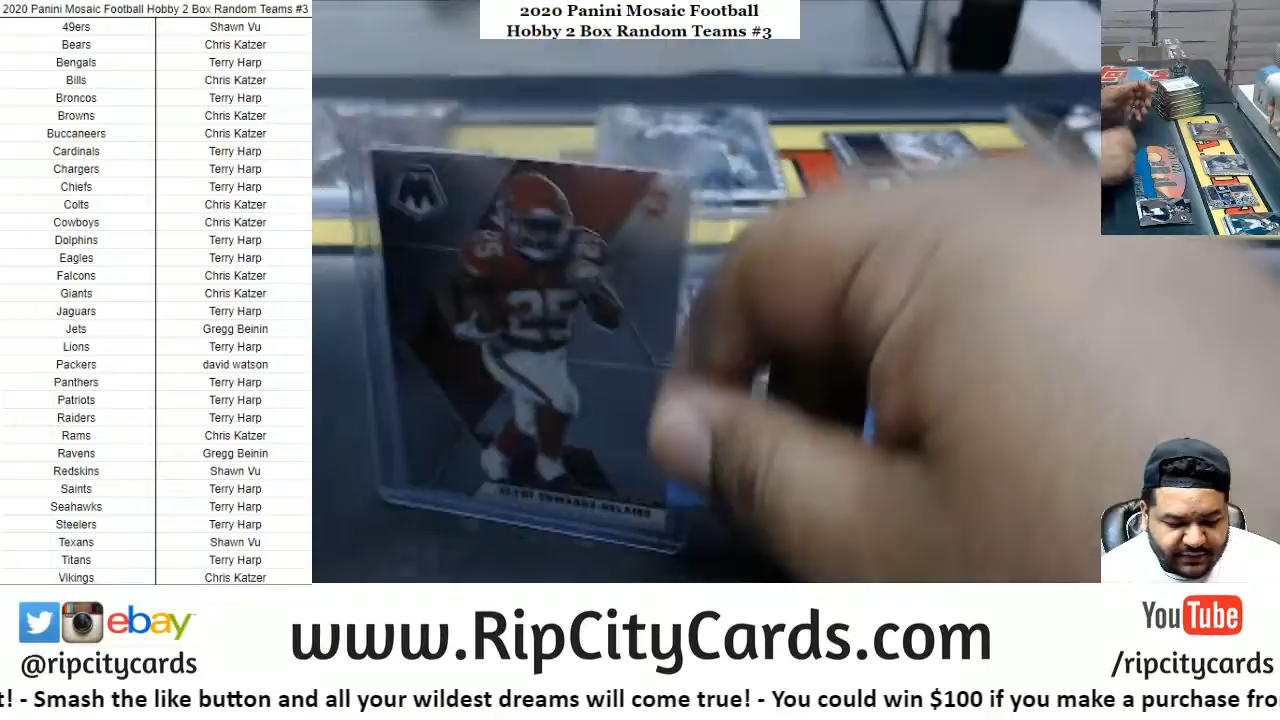 2020 Panini Mosaic Football Hobby 2 Box Random Teams #3
49ers Shawn Vu
Bears Chris Katzer
Bengals Terry Harp
Bills Chris Katzer
Broncos Terry Harp
Browns Chris Katzer
Buccaneers Chris Katzer
Cardinals Terry Harp
Chargers Terry Harp
Chiefs Terry Harp
Colts Chris Katzer
Cowboys Chris Katzer
Dolphins Terry Harp
Eagles Terry Harp
Falcons Chris Katzer
Giants Chris Katzer
Jaguars Terry Harp
Jets Gregg Beinin
Lions Terry Harp
Packers david watson
Panthers Terry Harp
Patriots Terry Harp
Raiders Terry Harp
Rams Chris Katzer
Ravens Gregg Beinin
Redskins Shawn Vu
Saints Terry Harp
Seahawks Terry Harp
Steelers Terry Harp
Texans Shawn Vu
Titans Terry Harp
Vikings Chris Katzer
2020 Panini Mosaic Football
Hobby 2 Box Random Teams #3
25
25
ebay
@ripcitycards
www.RipCityCards.com
YouTube
/ripcitycards
t! - Smash the like button and all your wildest dreams will come true! - You could win $100 if you make a purchase fro